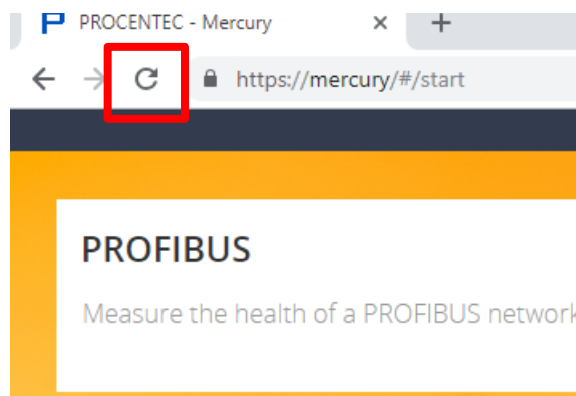 PROCENTEC - Mercury
https://mercury/#/start
PROFIBUS
Measure the health of a PROFIBUS network